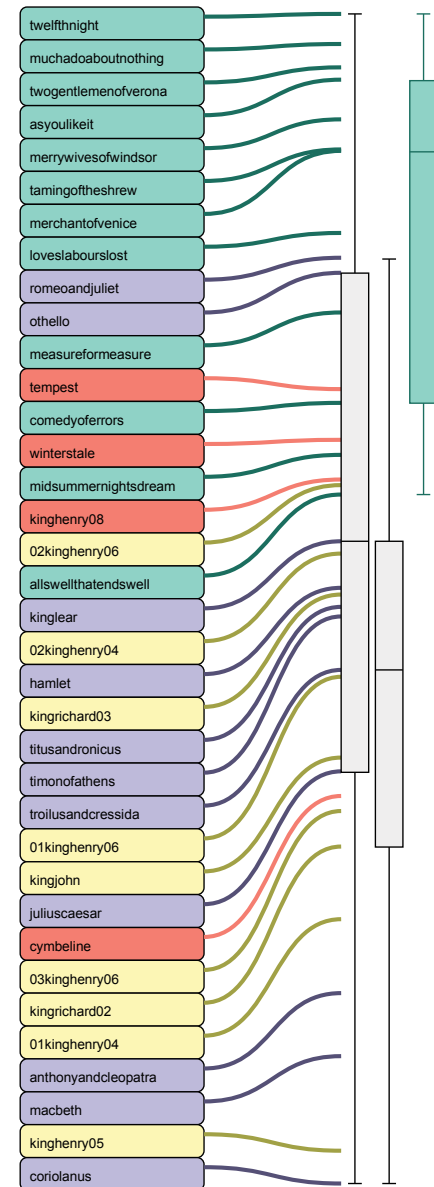 twelfthnight
muchadoaboutnothing
twogentlemenofverona
asyoulikeit
merrywivesofwindsor
tamingoftheshrew
merchantofvenice
loveslabourslost
romeoandjuliet
othello
measureformeasure
tempest
comedyoferrors
winterstale
midsummernightsdream
kinghenry08
02kinghenry06
allswellthatendswell
kinglear
02kinghenry04
hamlet
kingrichard03
titusandronicus
timonofathens
troilusandcressida
01kinghenry06
kingjohn
juliuscaesar
cymbeline
03kinghenry06
kingrichard02
01kinghenry04
anthonyandcleopatra
macbeth
kinghenry05
coriolanus